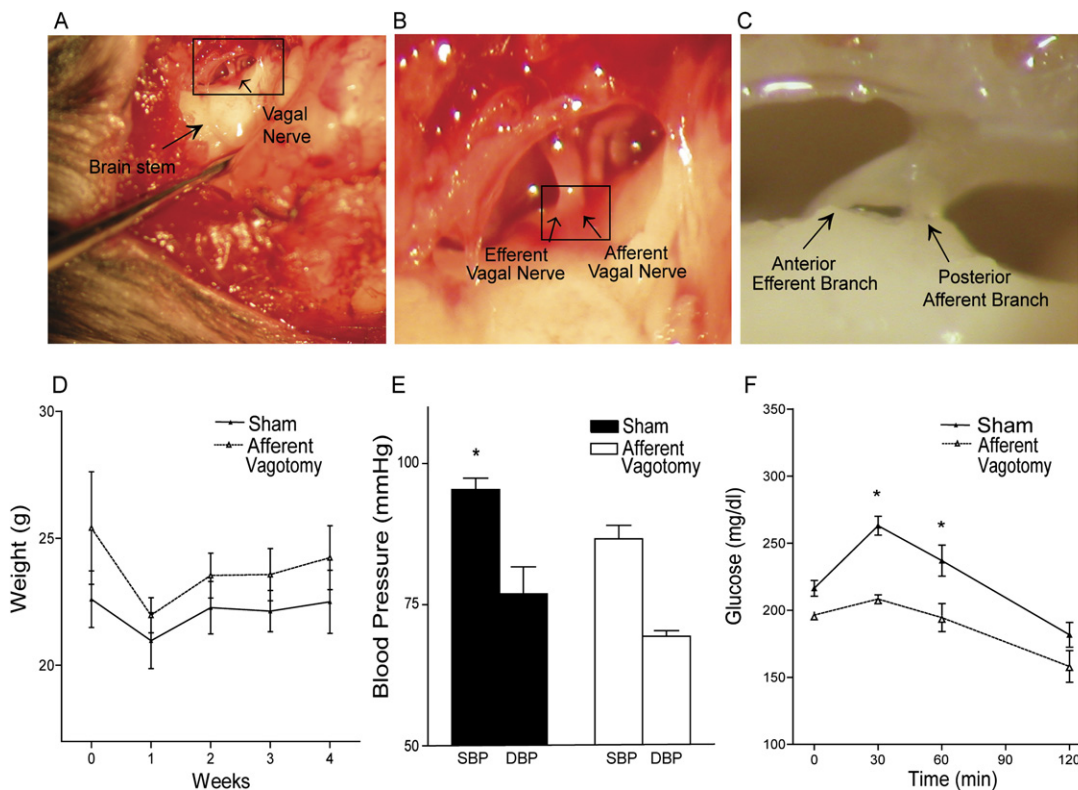 A
Vagal
Nerve
Brain stem
B
Efferent
Vagal Nerve
Afferent
Vagal Nerve
C
Anterior
Efferent Branch
Posterior
Afferent Branch
D
30
20
Weight (g)
Sham
Afferent
Vagotomy
0 1 2 3 4
Weeks
E
100
75
50
Blood Pressure (mmHg)
*
Sham
Afferent
Vagotomy
SBP DBP SBP DBP
F
350
300
250
200
150
100
Glucose (mg/dl)
Sham
Afferent
Vagotomy
* *
0 30 60 90 120
Time (min)